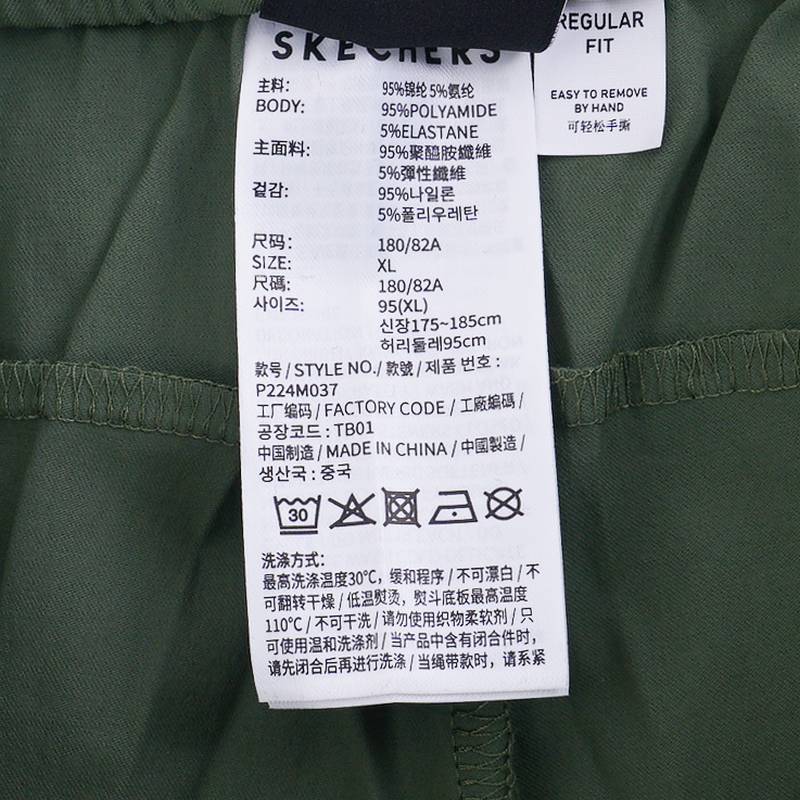 SKECHERS
主料: 95%锦纶 5%氨纶
BODY: 95%POLYAMIDE
5%ELASTANE
主面料: 95%聚醯胺纖維
5%彈性纖維
겉감: 95%나일론
5%폴리우레탄
尺码: 180/82A
SIZE: XL
尺碼: 180/82A
사이즈: 95(XL)
신장175~185cm
허리둘레95cm
款号 / STYLE NO./ 款號 / 제품 번호 :
P224M037
工厂编码 / FACTORY CODE / 工廠編碼 /
공장코드 : TB01
中国制造 / MADE IN CHINA / 中國製造 /
생산국 : 중국
30
洗涤方式:
最高洗涤温度30℃，缓和程序 / 不可漂白 / 不
可翻转干燥 / 低温熨烫，熨斗底板最高温度
110℃ / 不可干洗 / 请勿使用织物柔软剂 / 只
可使用温和洗涤剂 / 当产品中含有闭合件时，
请先闭合后再进行洗涤 / 当绳带款时，请系紧
REGULAR
FIT
EASY TO REMOVE
BY HAND
可轻松手撕